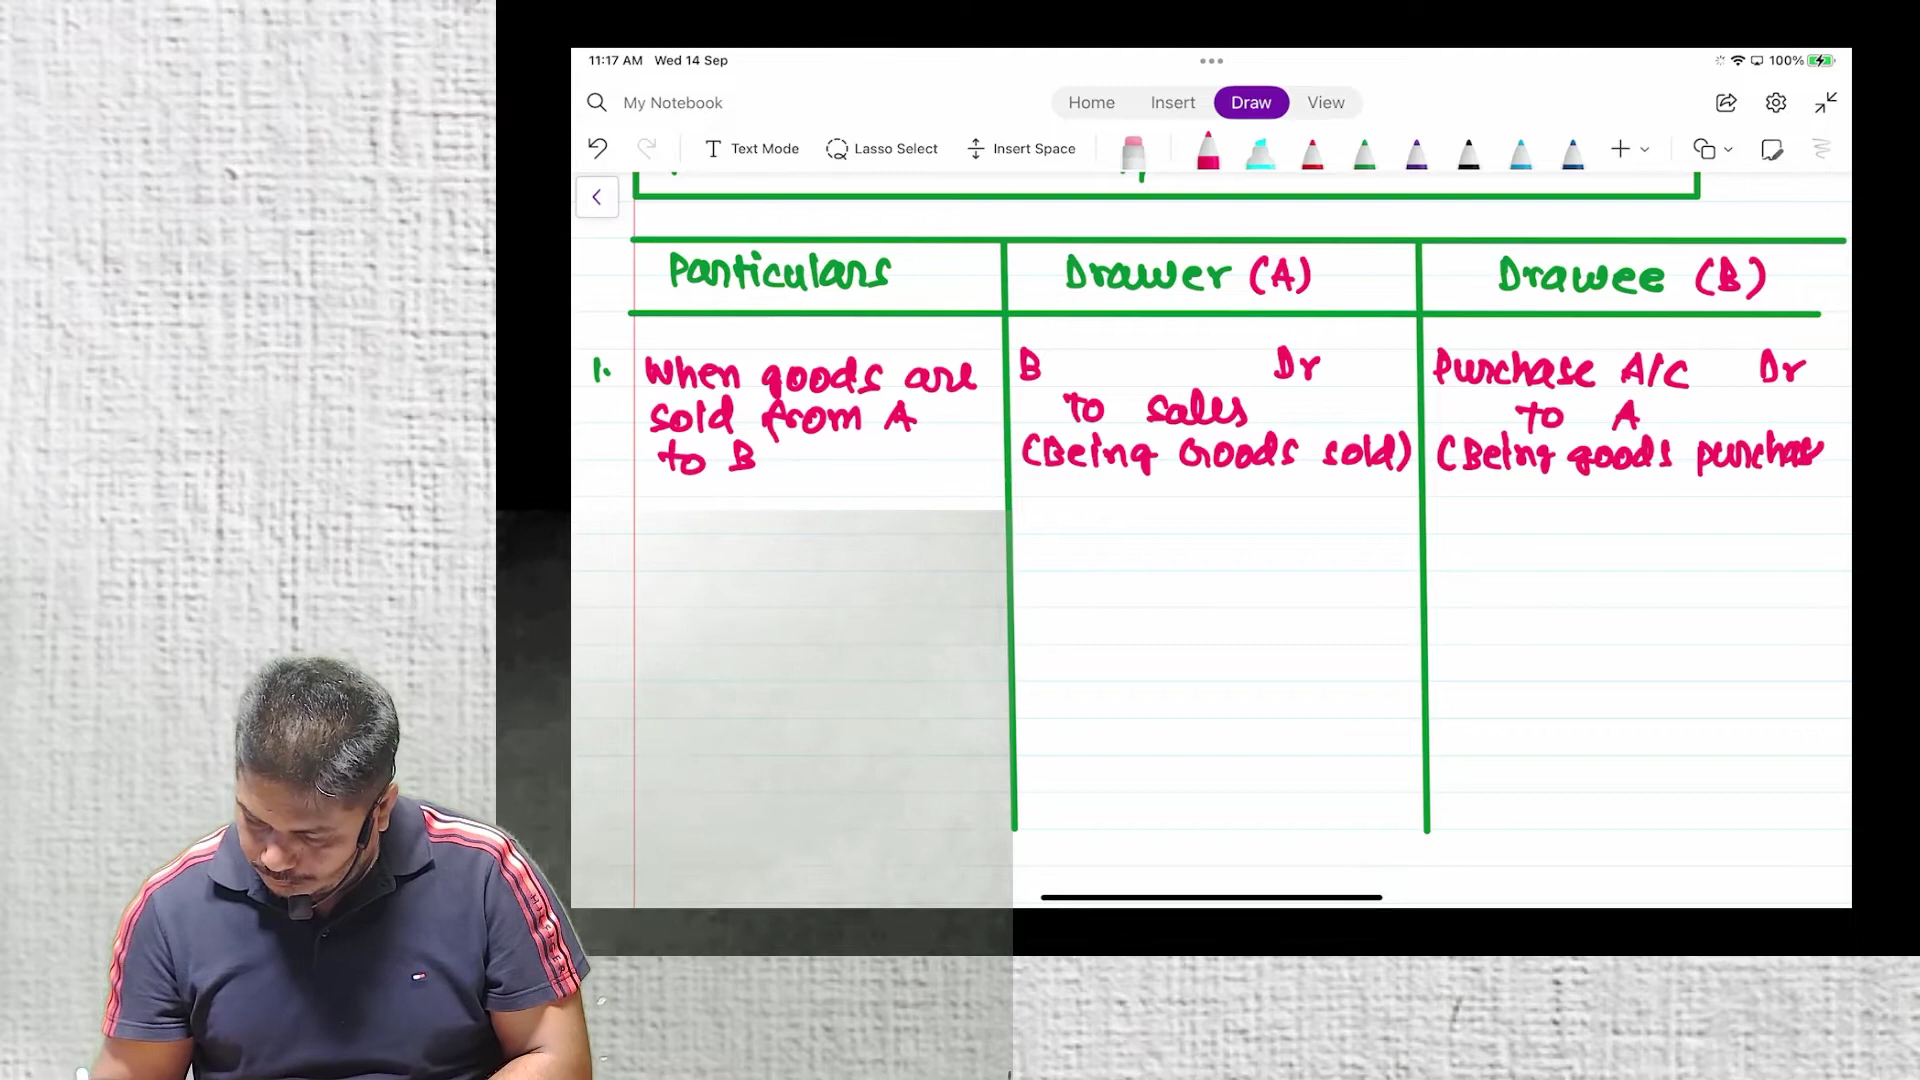 11:17 AM Wed 14 Sep
100%
My Notebook
Home Insert Draw View
Text Mode Lasso Select Insert Space
Particulars Drawer (A) Drawee (B)
1. When goods are
sold from A
to B
B Dr
To Sales
(Being Goods sold)
Purchase A/C Dr
To A
(Being goods purchas